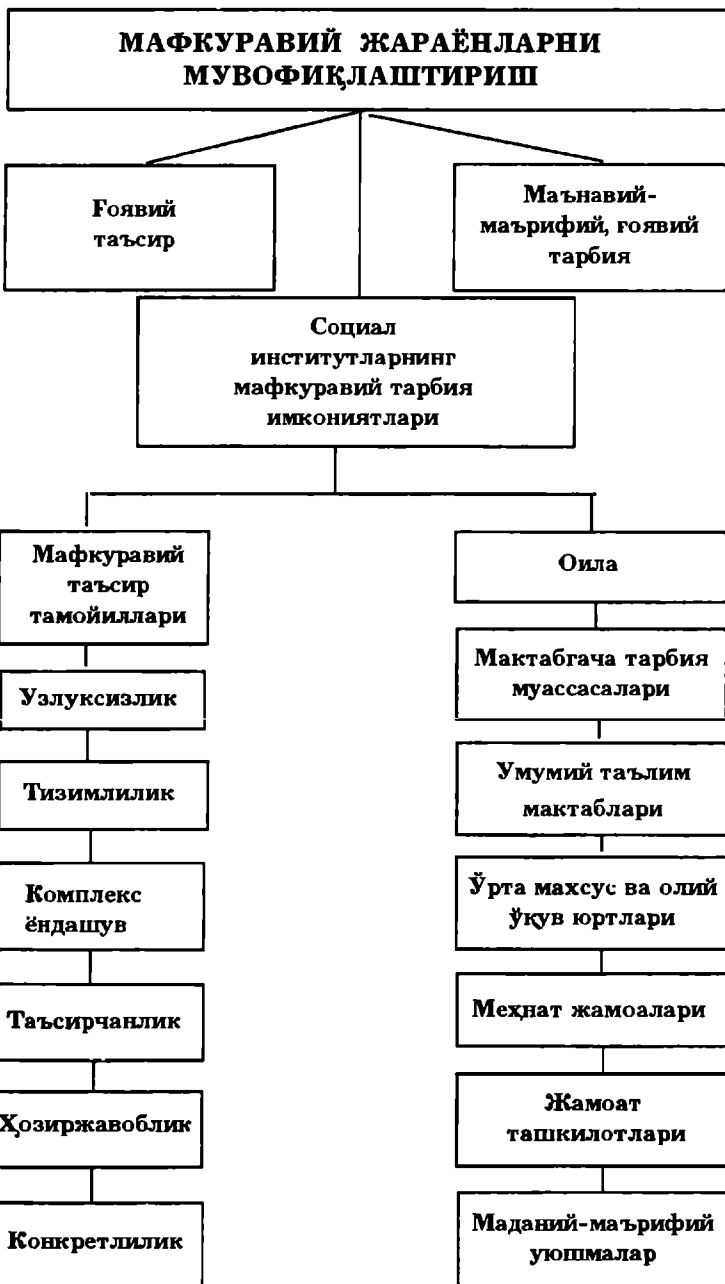 МАФКУРАВИЙ ЖАРАЁНЛАРНИ
МУВОФИҚЛАШТИРИШ
Ғоявий
таъсир
Маънавий-
маърифий, ғоявий
тарбия
Социал
институтларнинг
мафкуравий тарбия
имкониятлари
Мафкуравий
таъсир
тамойиллари
Узлуксизлик
Тизимлилик
Комплекс
ёндашув
Таъсирчанлик
Ҳозиржавоблик
Конкретлилик
Оила
Мактабгача тарбия
муассасалари
Умумий таълим
мактаблари
Ўрта махсус ва олий
ўқув юртлари
Меҳнат жамоалари
Жамоат
ташкилотлари
Маданий-маърифий
уюшмалар